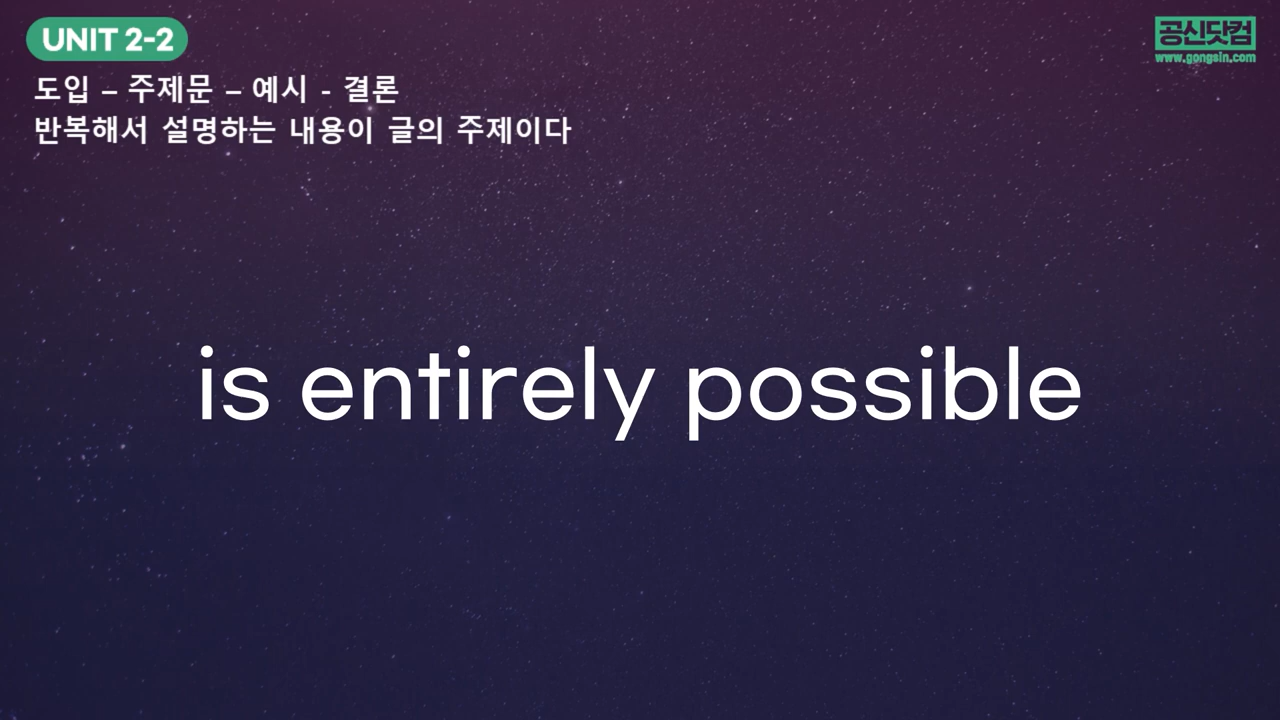 UNIT 2-2
공신닷컴
www.gongsin.com
도입 – 주제문 – 예시 - 결론
반복해서 설명하는 내용이 글의 주제이다
is entirely possible